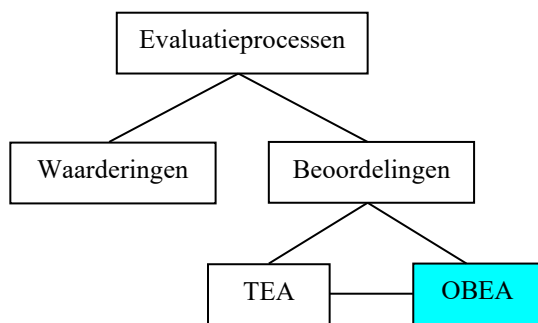 Evaluatieprocessen
Waarderingen
Beoordelingen
TEA
OBEA